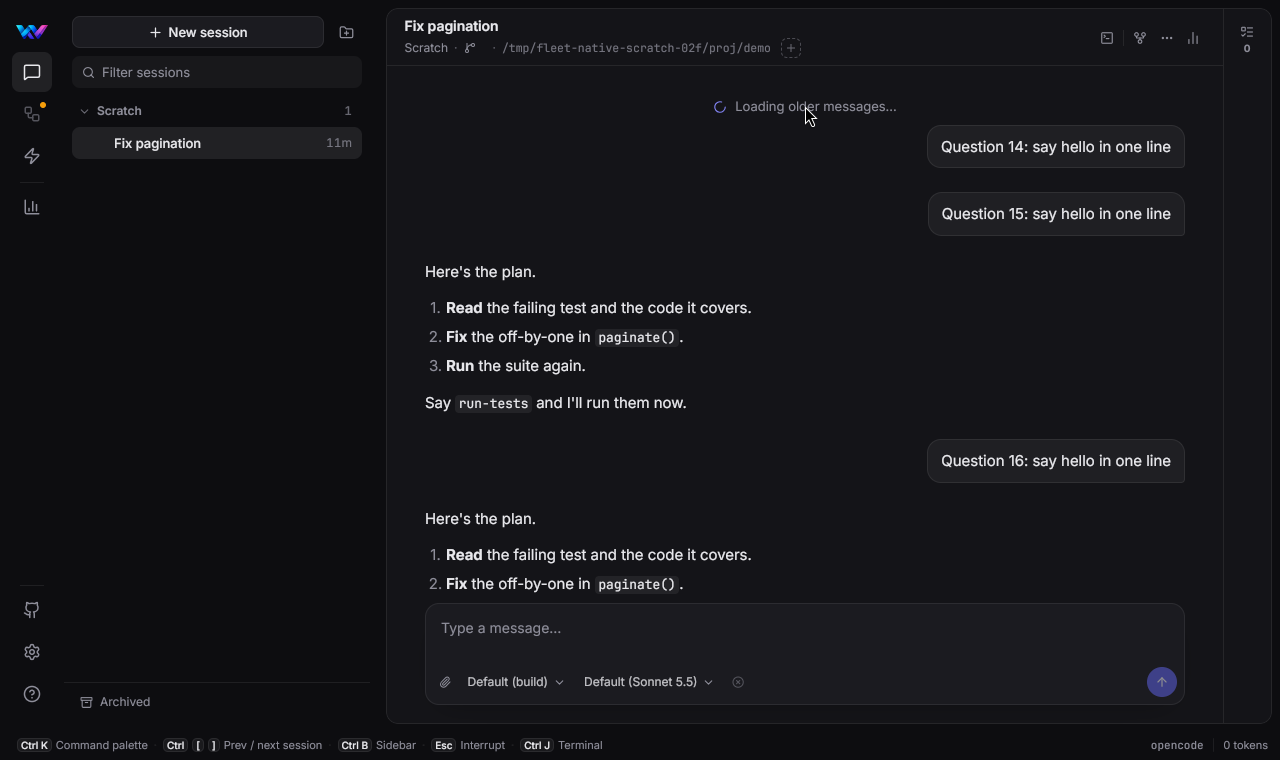 New session
Filter sessions
Scratch 1
Fix pagination 11m
Archived
Fix pagination
Scratch · · /tmp/fleet-native-scratch-02f/proj/demo
0
Loading older messages...
Question 14: say hello in one line
Question 15: say hello in one line
Here's the plan.
1. Read the failing test and the code it covers.
2. Fix the off-by-one in paginate().
3. Run the suite again.
Say run-tests and I'll run them now.
Question 16: say hello in one line
Here's the plan.
1. Read the failing test and the code it covers.
2. Fix the off-by-one in paginate().
Type a message...
Default (build) Default (Sonnet 5.5)
Ctrl K Command palette · Ctrl [ ] Prev / next session · Ctrl B Sidebar · Esc Interrupt · Ctrl J Terminal opencode 0 tokens